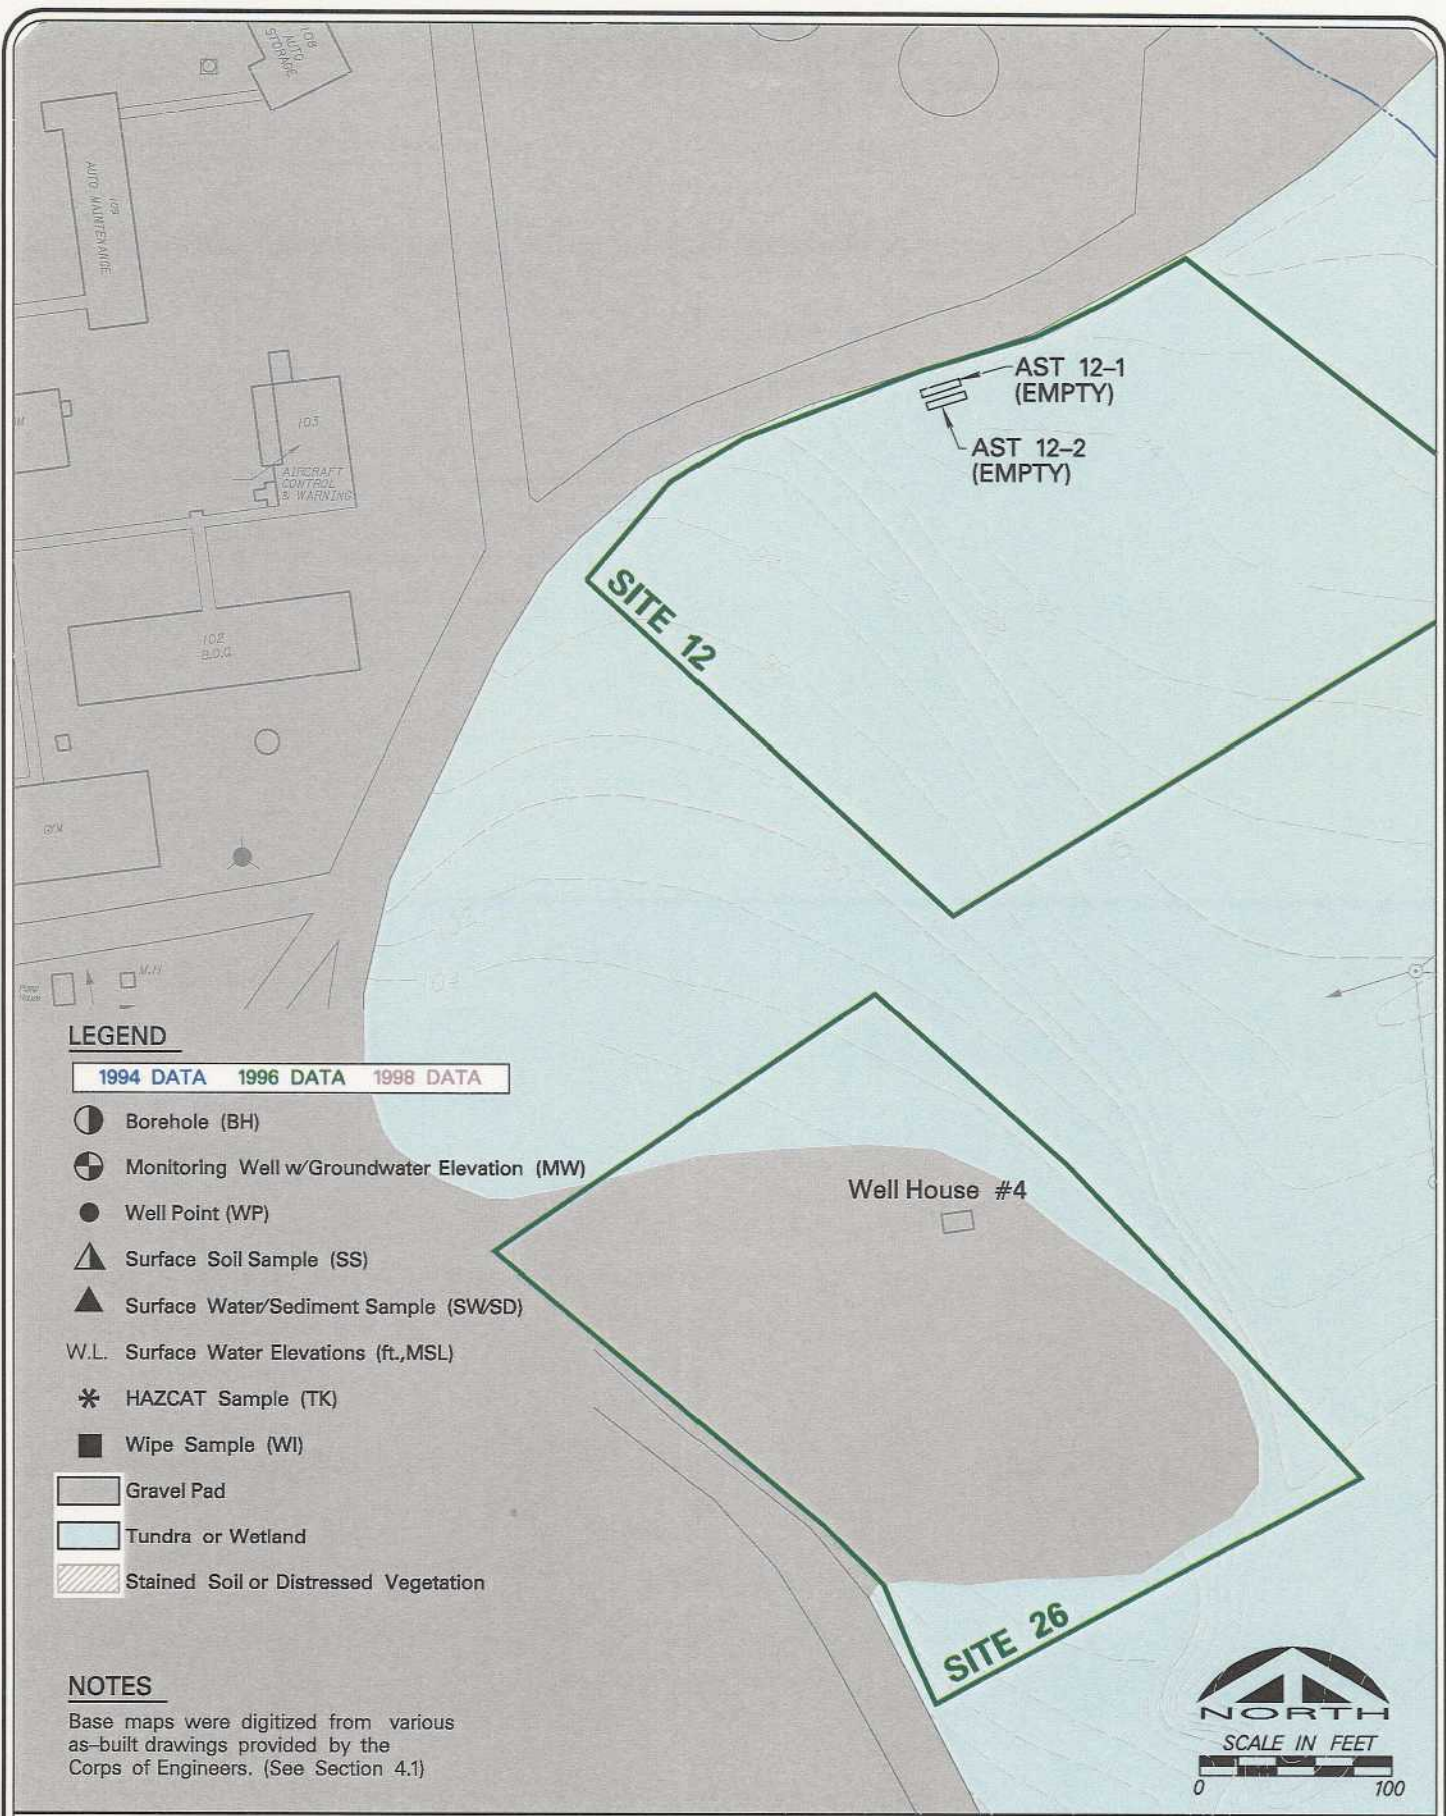 108
AUTO
STORAGE
109
AUTO MAINTENANCE
103
AIRCRAFT
CONTROL
& WARNING
102
B.O.Q.
GYM
M.H
AST 12–1
(EMPTY)
AST 12–2
(EMPTY)
SITE 12
Well House #4
SITE 26
LEGEND
1994 DATA 1996 DATA 1998 DATA
Borehole (BH)
Monitoring Well w/Groundwater Elevation (MW)
Well Point (WP)
Surface Soil Sample (SS)
Surface Water/Sediment Sample (SW/SD)
W.L. Surface Water Elevations (ft.,MSL)
HAZCAT Sample (TK)
Wipe Sample (WI)
Gravel Pad
Tundra or Wetland
Stained Soil or Distressed Vegetation
NOTES
Base maps were digitized from various
as–built drawings provided by the
Corps of Engineers. (See Section 4.1)
NORTH
SCALE IN FEET
0 100